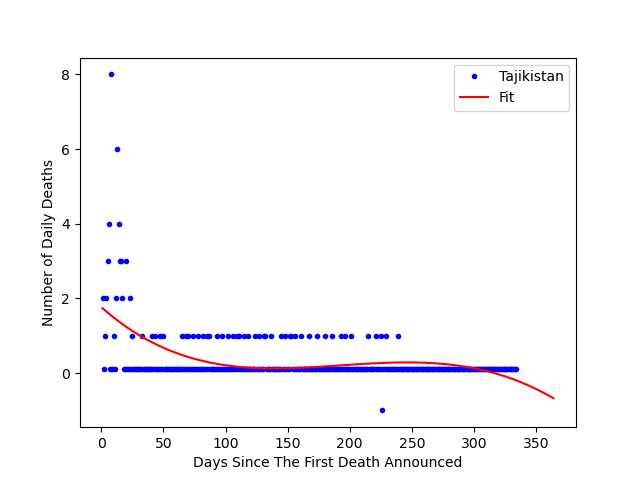 Tajikistan
Fit
8
6
4
2
0
Number of Daily Deaths
0 50 100 150 200 250 300 350
Days Since The First Death Announced